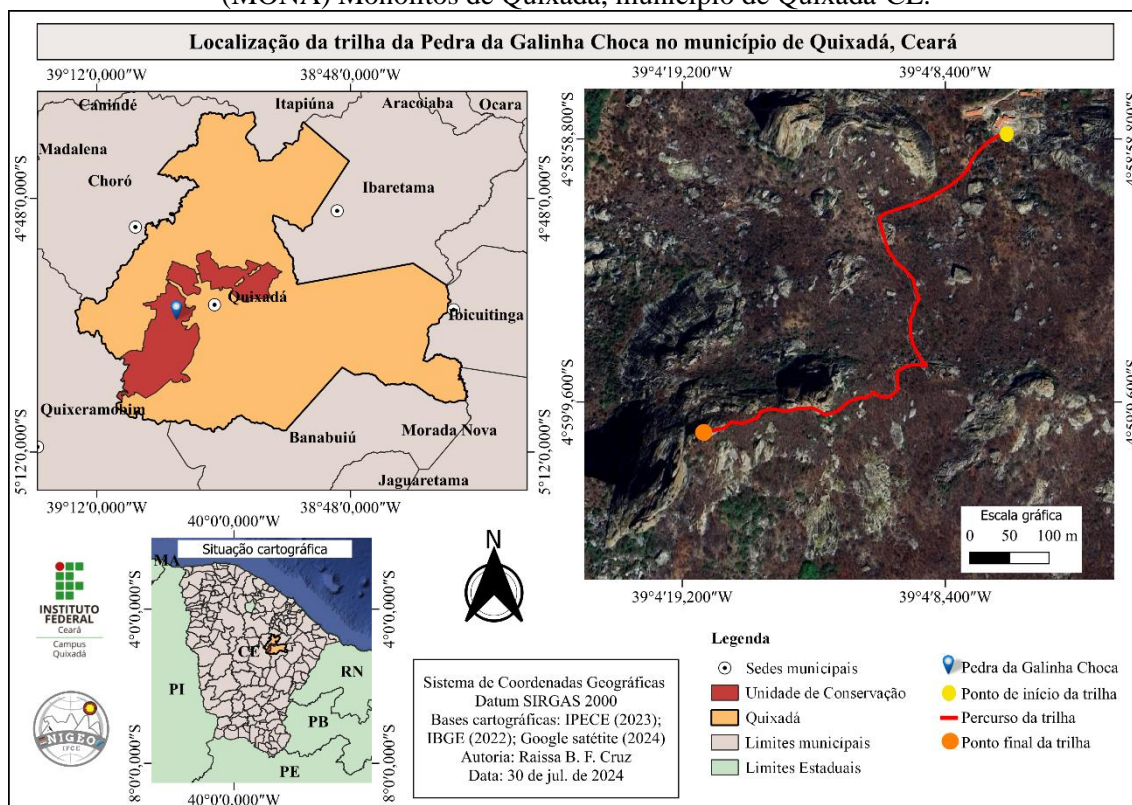 (MONA) Monólitos de Quixadá, município de Quixadá-CE.
Localização da trilha da Pedra da Galinha Choca no município de Quixadá, Ceará
39°12'0,000"W
38°48'0,000"W
Canindé
Itapiúna
Aracoiaba
Ocara
Madalena
Choró
Ibaretama
4°48'0,000"S
4°48'0,000"S
Quixadá
Ibicuitinga
Quixeramobim
Banabuiú
Morada Nova
Jaguaretama
5°12'0,000"S
5°12'0,000"S
39°12'0,000"W
38°48'0,000"W
39°4'19,200"W
39°4'8,400"W
4°58'58,800"S
4°58'58,800"S
4°59'9,600"S
4°59'9,600"S
Escala gráfica
0 50 100 m
39°4'19,200"W
39°4'8,400"W
40°0'0,000"W
Situação cartográfica
MA
4°0'0,000"S
4°0'0,000"S
CE
RN
PI
PB
PE
8°0'0,000"S
8°0'0,000"S
40°0'0,000"W
INSTITUTO
FEDERAL
Ceará
Campus
Quixadá
NIGEO
IFCE
N
Sistema de Coordenadas Geográficas
Datum SIRGAS 2000
Bases cartográficas: IPECE (2023);
IBGE (2022); Google satétite (2024)
Autoria: Raissa B. F. Cruz
Data: 30 de jul. de 2024
Legenda
Sedes municipais
Unidade de Conservação
Quixadá
Limites municipais
Limites Estaduais
Pedra da Galinha Choca
Ponto de início da trilha
Percurso da trilha
Ponto final da trilha